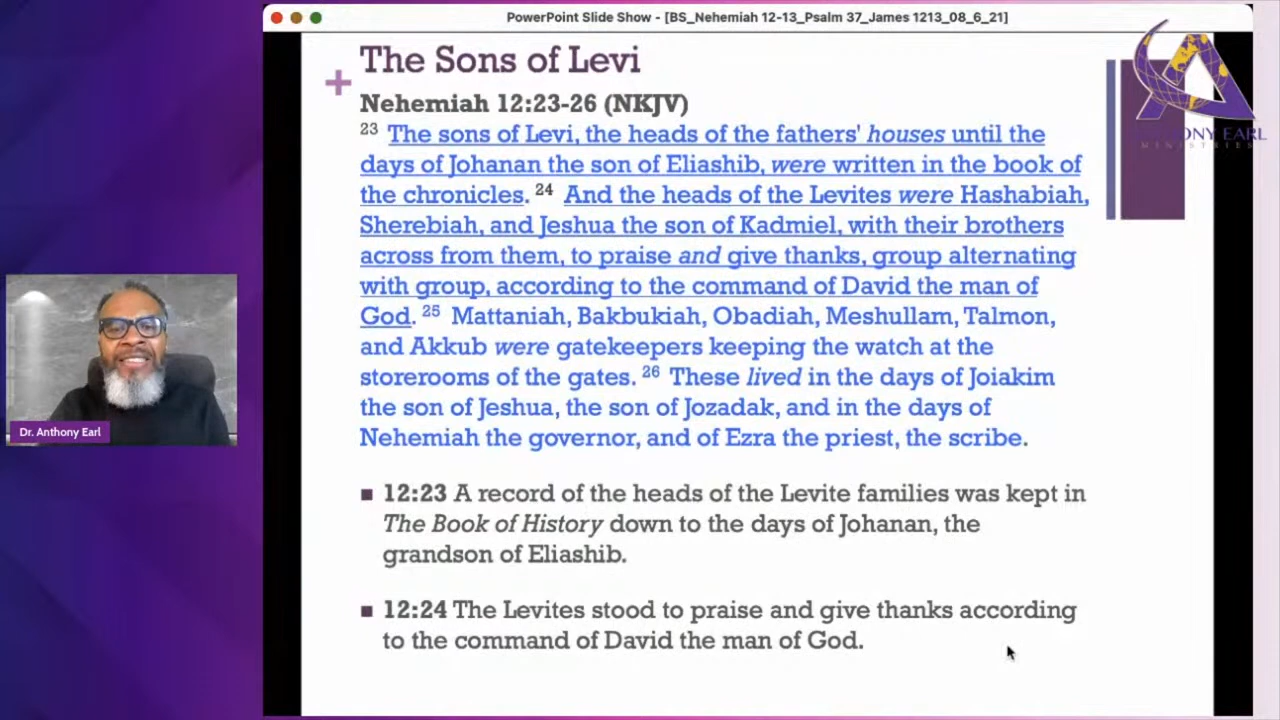 PowerPoint Slide Show - [BS_Nehemiah 12-13_Psalm 37_James 1213_08_6_21]
The Sons of Levi
Nehemiah 12:23-26 (NKJV)
23 The sons of Levi, the heads of the fathers' houses until the
days of Johanan the son of Eliashib, were written in the book of
the chronicles. 24 And the heads of the Levites were Hashabiah,
Sherebiah, and Jeshua the son of Kadmiel, with their brothers
across from them, to praise and give thanks, group alternating
with group, according to the command of David the man of
God. 25 Mattaniah, Bakbukiah, Obadiah, Meshullam, Talmon,
and Akkub were gatekeepers keeping the watch at the
storerooms of the gates. 26 These lived in the days of Joiakim
the son of Jeshua, the son of Jozadak, and in the days of
Nehemiah the governor, and of Ezra the priest, the scribe.
■ 12:23 A record of the heads of the Levite families was kept in
The Book of History down to the days of Johanan, the
grandson of Eliashib.
■ 12:24 The Levites stood to praise and give thanks according
to the command of David the man of God.
Dr. Anthony Earl
EARL
MINISTRIES